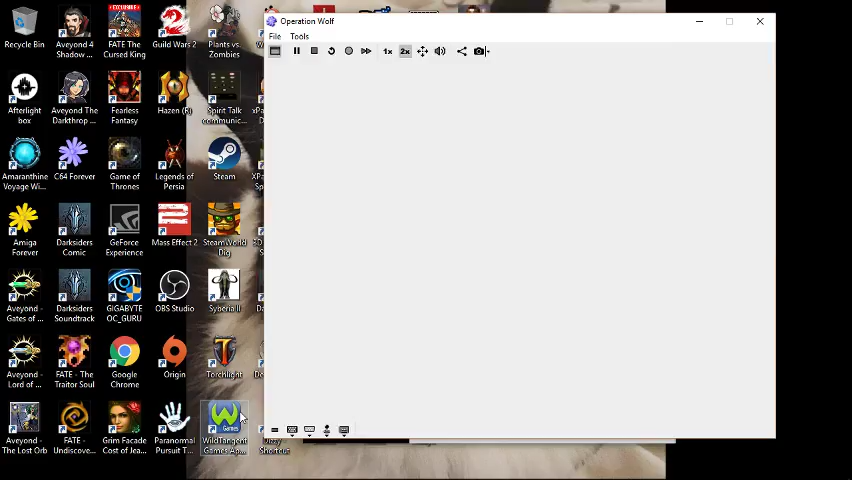 Operation Wolf
File Tools
1x 2x
Recycle Bin
Aveyond 4
Shadow ...
FATE The
Cursed King
Guild Wars 2
Plants vs.
Zombies
Afterlight
box
Aveyond The
Darkthrop ...
Fearless
Fantasy
Hazen (R)
Spirit Talk
communic...
Amaranthine
Voyage Wi...
C64 Forever
Game of
Thrones
Legends of
Persia
Steam
Amiga
Forever
Darksiders
Comic
GeForce
Experience
Mass Effect 2
SteamWorld
Dig
Aveyond -
Gates of ...
Darksiders
Soundtrack
GIGABYTE
OC_GURU
OBS Studio
Syberia II
Aveyond -
Lord of ...
FATE - The
Traitor Soul
Google
Chrome
Origin
Torchlight
Aveyond -
The Lost Orb
FATE -
Undiscove...
Grim Facade
Cost of Jea...
Paranormal
Pursuit T...
Games
WildTangent
Games Ap...
Dizzy
Shortcut